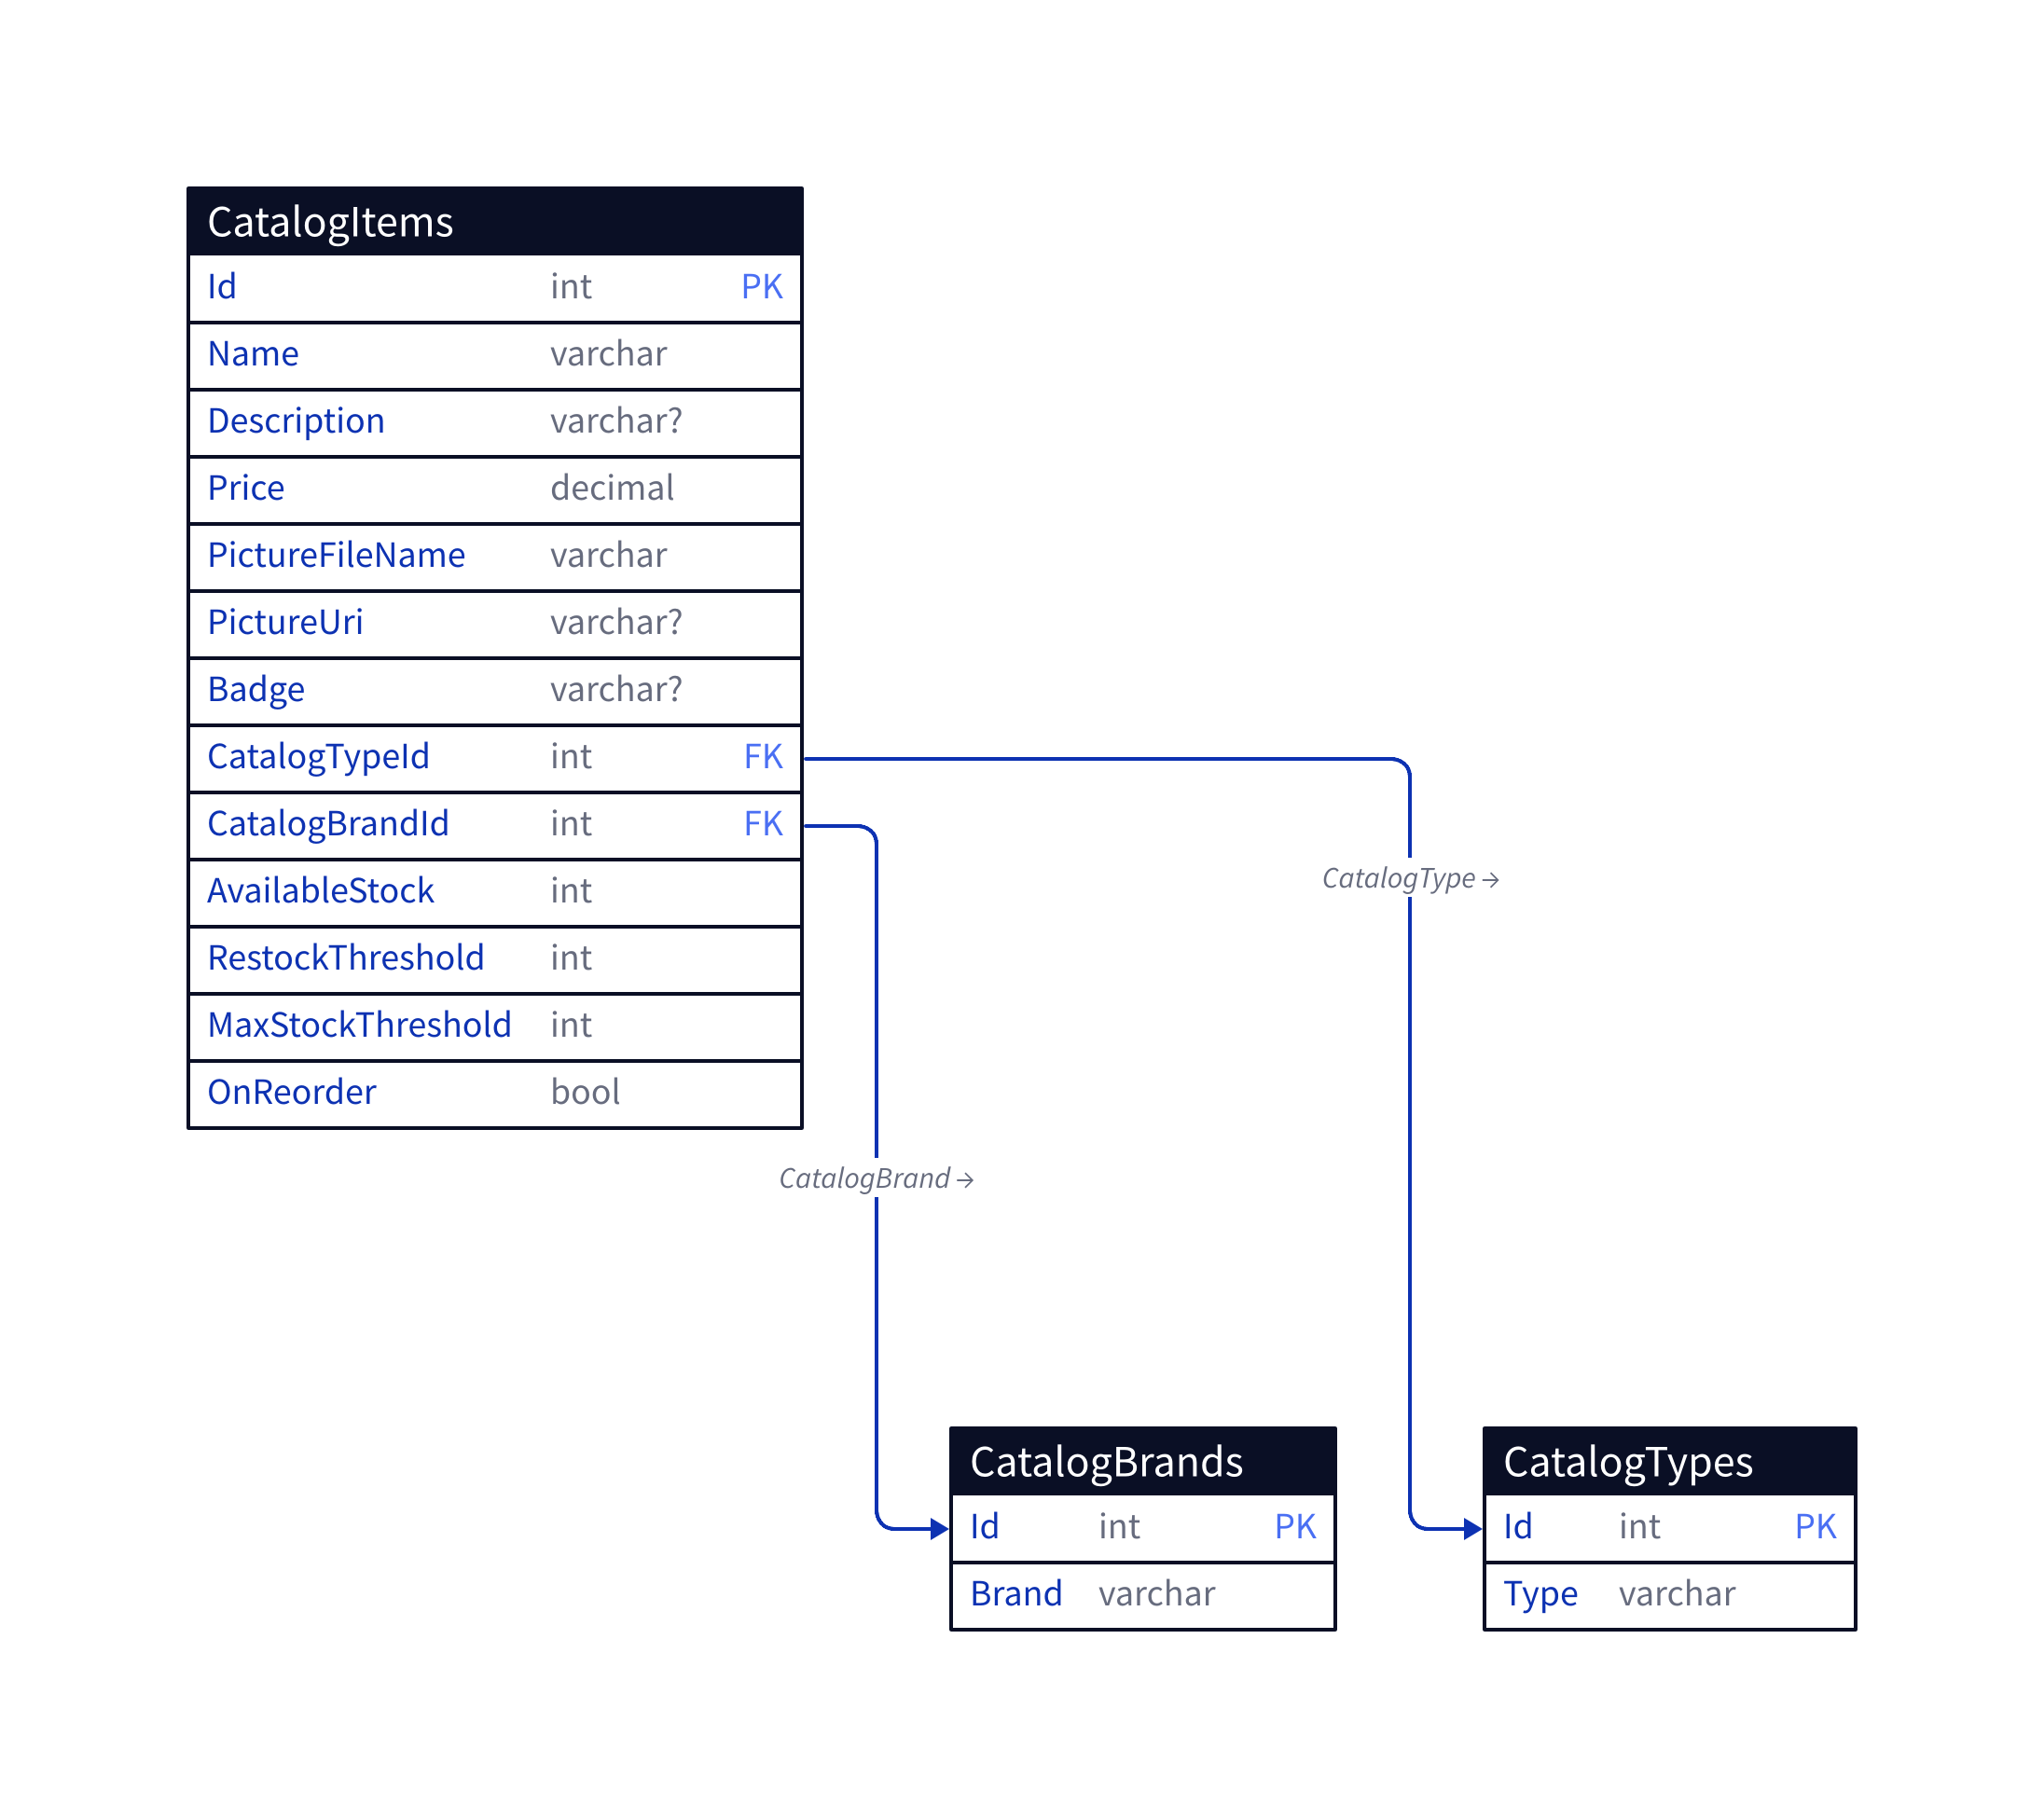 CatalogItems
Id int PK
Name varchar
Description varchar?
Price decimal
PictureFileName varchar
PictureUri varchar?
Badge varchar?
CatalogTypeId int FK
CatalogBrandId int FK
AvailableStock int
RestockThreshold int
MaxStockThreshold int
OnReorder bool
CatalogType →
CatalogBrand →
CatalogBrands
Id int PK
Brand varchar
CatalogTypes
Id int PK
Type varchar